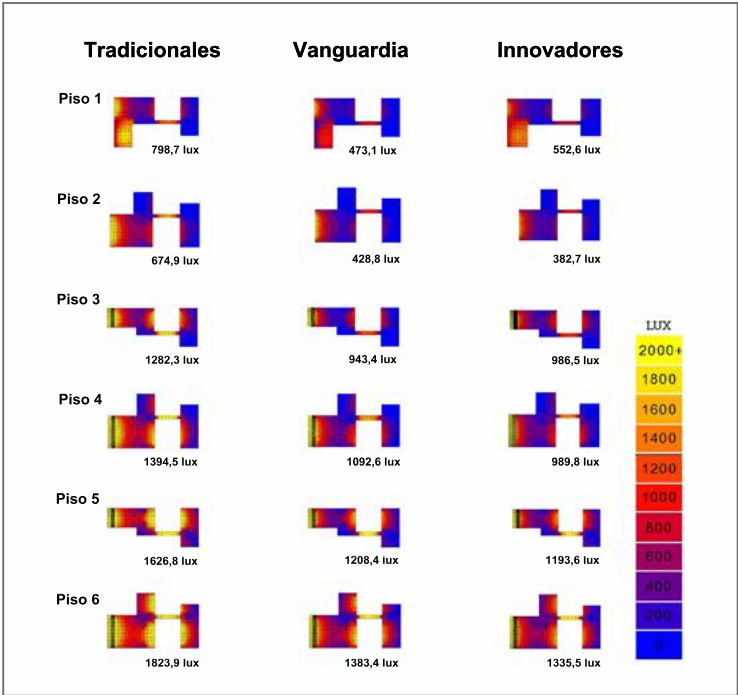 Tradicionales Vanguardia Innovadores
Piso 1
798,7 lux 473,1 lux 552,6 lux
Piso 2
674,9 lux 428,8 lux 382,7 lux
Piso 3
1282,3 lux 943,4 lux 986,5 lux
Piso 4
1394,5 lux 1092,6 lux 989,8 lux
Piso 5
1626,8 lux 1208,4 lux 1193,6 lux
Piso 6
1823,9 lux 1383,4 lux 1335,5 lux
LUX
2000+
1800
1600
1400
1200
1000
800
600
400
200
0